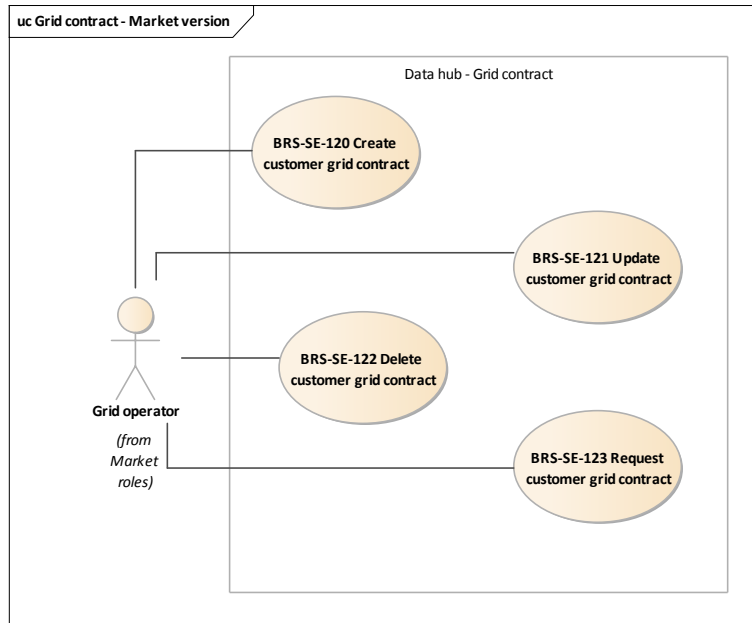 uc Grid contract - Market version
Data hub - Grid contract
BRS-SE-120 Create
customer grid contract
BRS-SE-121 Update
customer grid contract
BRS-SE-122 Delete
customer grid contract
Grid operator
(from
Market
roles)
BRS-SE-123 Request
customer grid contract